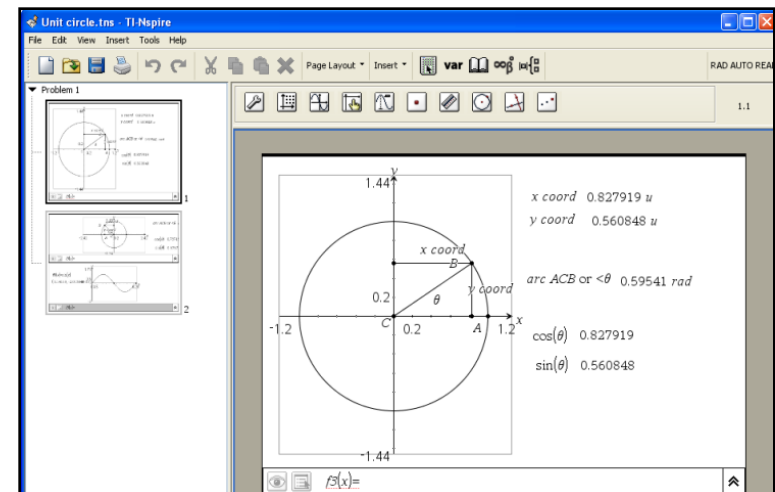 Unit circle.tns - TI-Nspire
File Edit View Insert Tools Help
Page Layout Insert var RAD AUTO REA
Problem 1
1
2
1.1
1.44
y
x coord 0.827919 u
y coord 0.560848 u
x coord
B
y coord
arc ACB or <θ 0.59541 rad
0.2
θ
-1.2
C
0.2
A
1.2
x
cos(θ) 0.827919
sin(θ) 0.560848
-1.44
f3(x)=